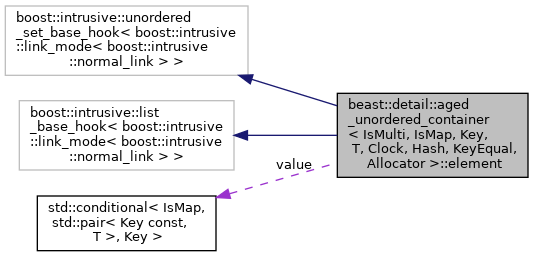 boost::intrusive::unordered
_set_base_hook< boost::intrusive
::link_mode< boost::intrusive
::normal_link > >
boost::intrusive::list
_base_hook< boost::intrusive
::link_mode< boost::intrusive
::normal_link > >
beast::detail::aged
_unordered_container
< IsMulti, IsMap, Key,
T, Clock, Hash, KeyEqual,
Allocator >::element
value
std::conditional< IsMap,
std::pair< Key const,
T >, Key >